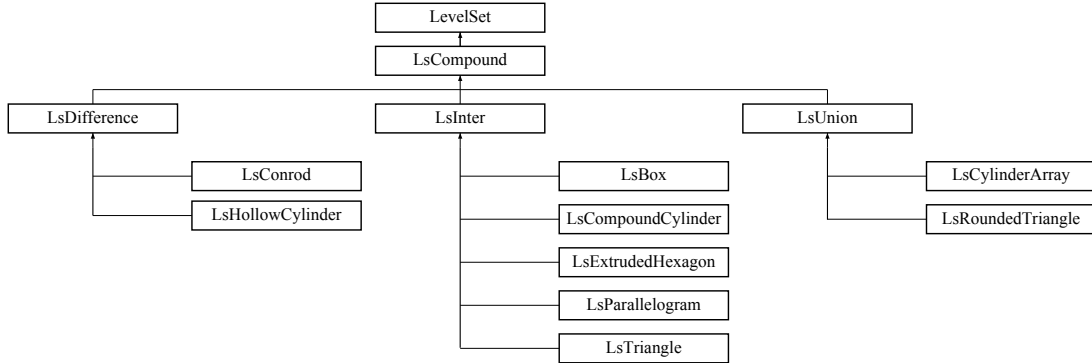 LevelSet
LsCompound
LsDifference
LsInter
LsUnion
LsConrod
LsHollowCylinder
LsBox
LsCompoundCylinder
LsExtrudedHexagon
LsParallelogram
LsTriangle
LsCylinderArray
LsRoundedTriangle